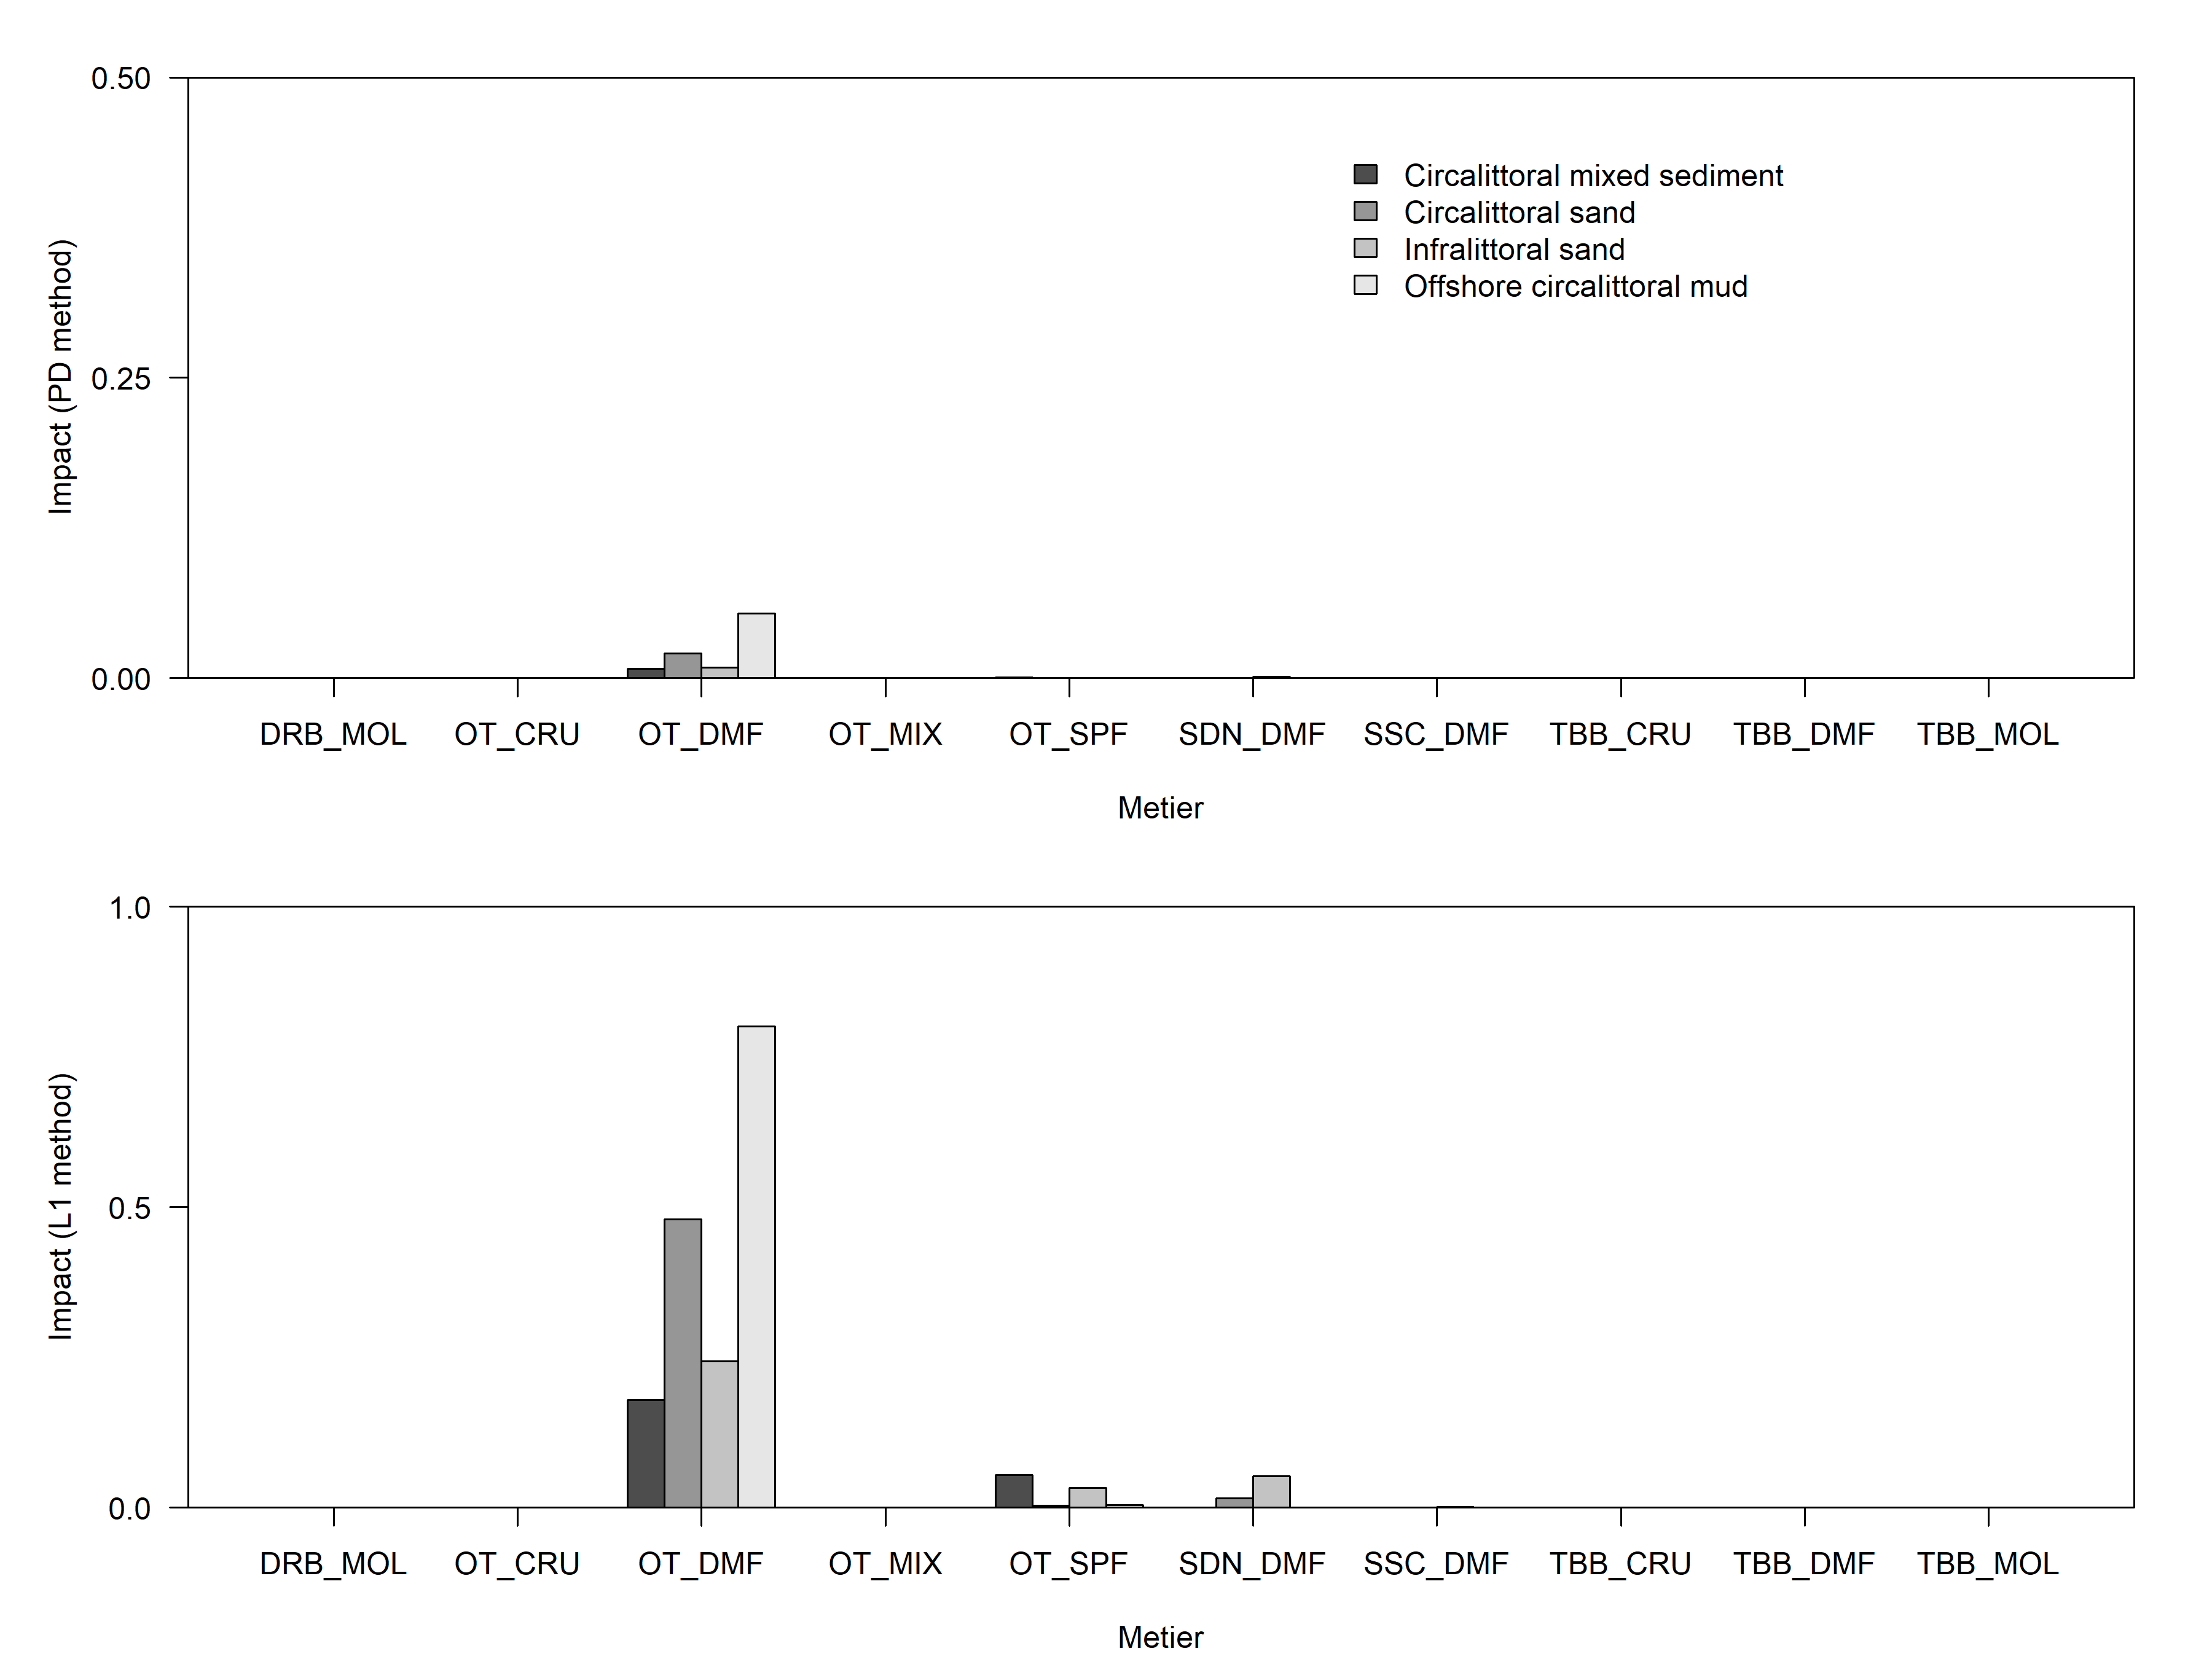 Impact (PD method)
0.50
0.25
0.00
Circalittoral mixed sediment
Circalittoral sand
Infralittoral sand
Offshore circalittoral mud
DRB_MOL OT_CRU OT_DMF OT_MIX OT_SPF SDN_DMF SSC_DMF TBB_CRU TBB_DMF TBB_MOL
Metier
Impact (L1 method)
1.0
0.5
0.0
DRB_MOL OT_CRU OT_DMF OT_MIX OT_SPF SDN_DMF SSC_DMF TBB_CRU TBB_DMF TBB_MOL
Metier